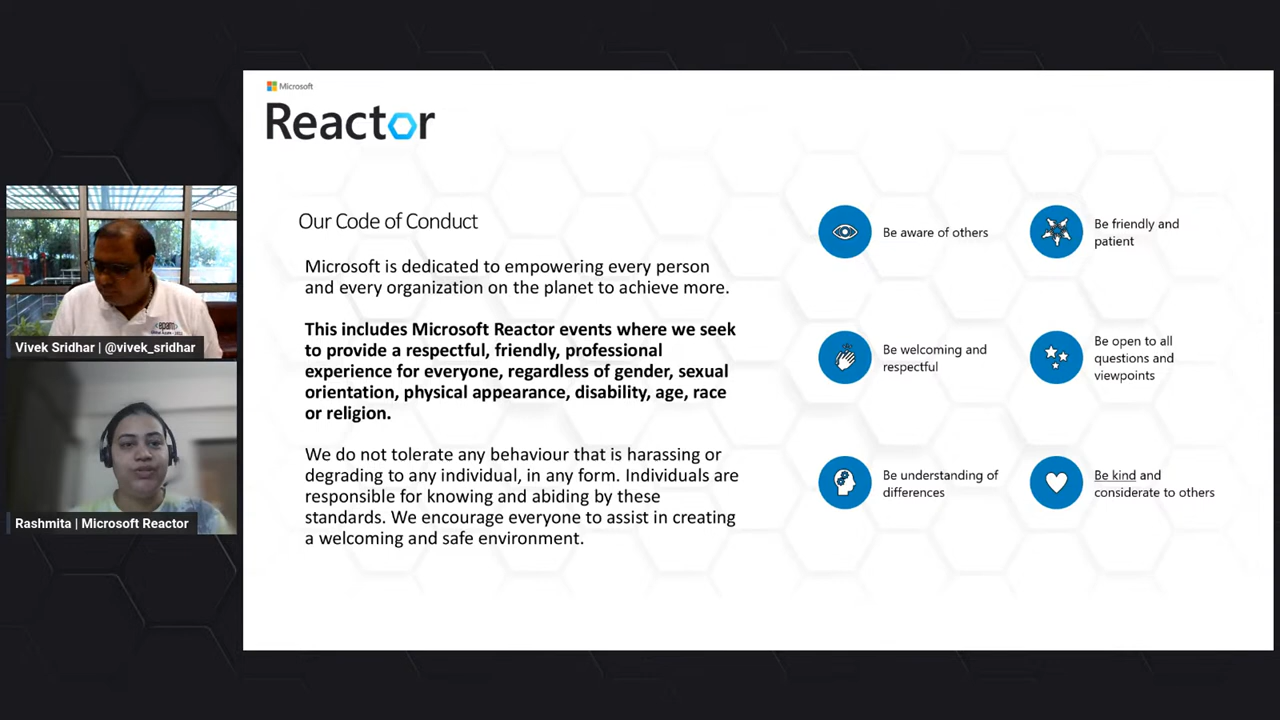 Microsoft
Reactor
Our Code of Conduct
Microsoft is dedicated to empowering every person
and every organization on the planet to achieve more.
This includes Microsoft Reactor events where we seek
to provide a respectful, friendly, professional
experience for everyone, regardless of gender, sexual
orientation, physical appearance, disability, age, race
or religion.
We do not tolerate any behaviour that is harassing or
degrading to any individual, in any form. Individuals are
responsible for knowing and abiding by these
standards. We encourage everyone to assist in creating
a welcoming and safe environment.
Be aware of others
Be friendly and
patient
Be welcoming and
respectful
Be open to all
questions and
viewpoints
Be understanding of
differences
Be kind and
considerate to others
<epam>
Vivek Sridhar | @vivek_sridhar
Rashmita | Microsoft Reactor